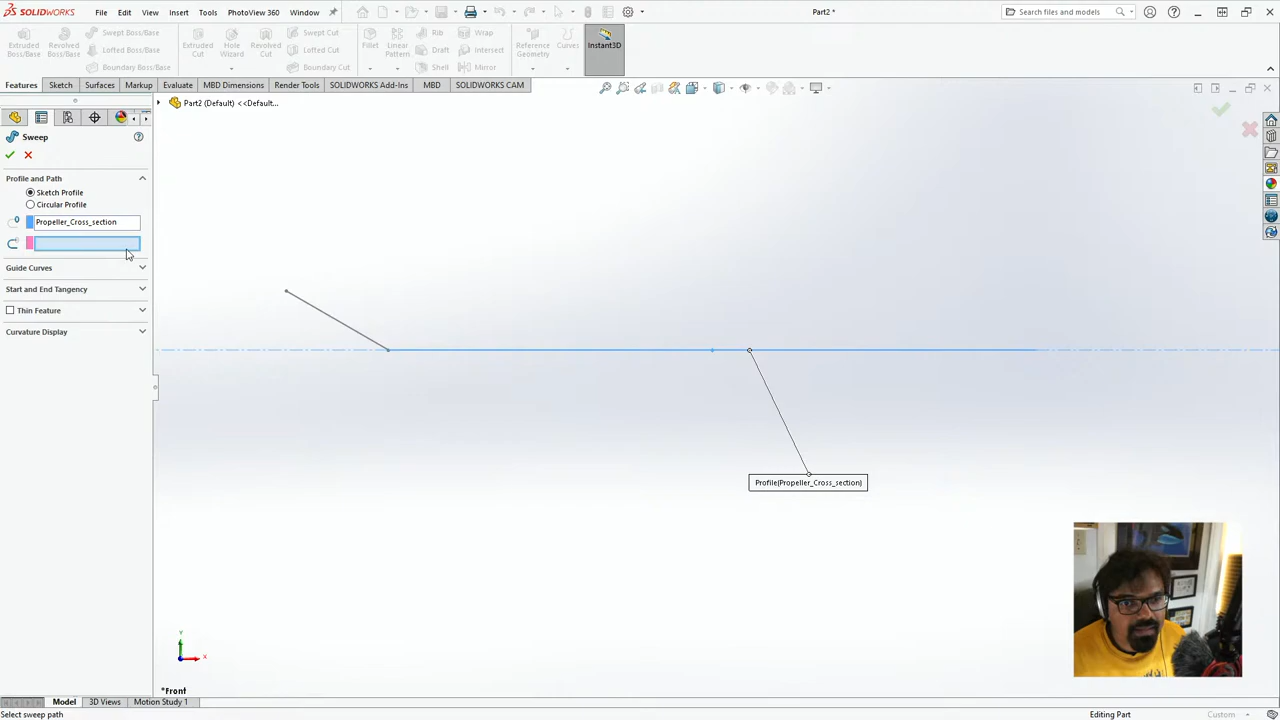 SOLIDWORKS File Edit View Insert Tools PhotoView 360 Window Part2 * Search files and models
Extruded Boss/Base Revolved Boss/Base Swept Boss/Base Lofted Boss/Base Boundary Boss/Base Extruded Cut Hole Wizard Revolved Cut Swept Cut Lofted Cut Boundary Cut Fillet Linear Pattern Rib Draft Shell Wrap Intersect Mirror Reference Geometry Curves Instant3D
Features Sketch Surfaces Markup Evaluate MBD Dimensions Render Tools SOLIDWORKS Add-Ins MBD SOLIDWORKS CAM
Part2 (Default) <<Default...
Sweep
Profile and Path
Sketch Profile
Circular Profile
Propeller_Cross_section
Guide Curves
Start and End Tangency
Thin Feature
Curvature Display
Profile(Propeller_Cross_section)
Y
X
*Front
Model 3D Views Motion Study 1
Select sweep path Editing Part Custom